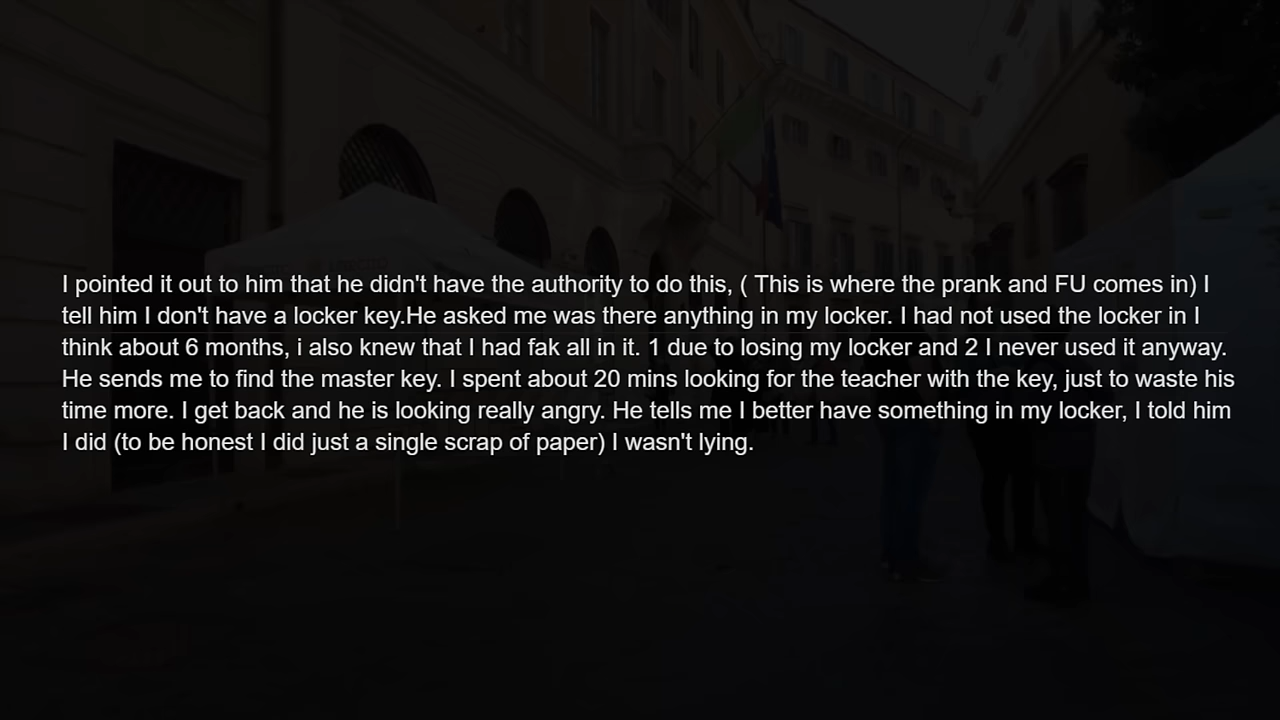 I pointed it out to him that he didn't have the authority to do this, ( This is where the prank and FU comes in) I
tell him I don't have a locker key.He asked me was there anything in my locker. I had not used the locker in I
think about 6 months, i also knew that I had fak all in it. 1 due to losing my locker and 2 I never used it anyway.
He sends me to find the master key. I spent about 20 mins looking for the teacher with the key, just to waste his
time more. I get back and he is looking really angry. He tells me I better have something in my locker, I told him
I did (to be honest I did just a single scrap of paper) I wasn't lying.